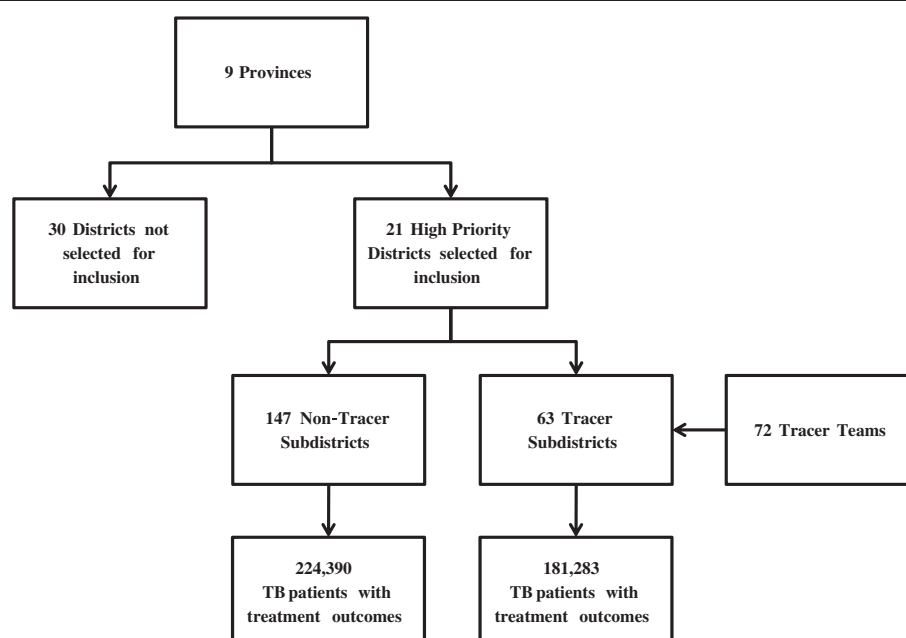 9 Provinces
30 Districts not
selected for
inclusion
21 High Priority
Districts selected for
inclusion
147 Non-Tracer
Subdistricts
63 Tracer
Subdistricts
72 Tracer Teams
224,390
TB patients with
treatment outcomes
181,283
TB patients with
treatment outcomes